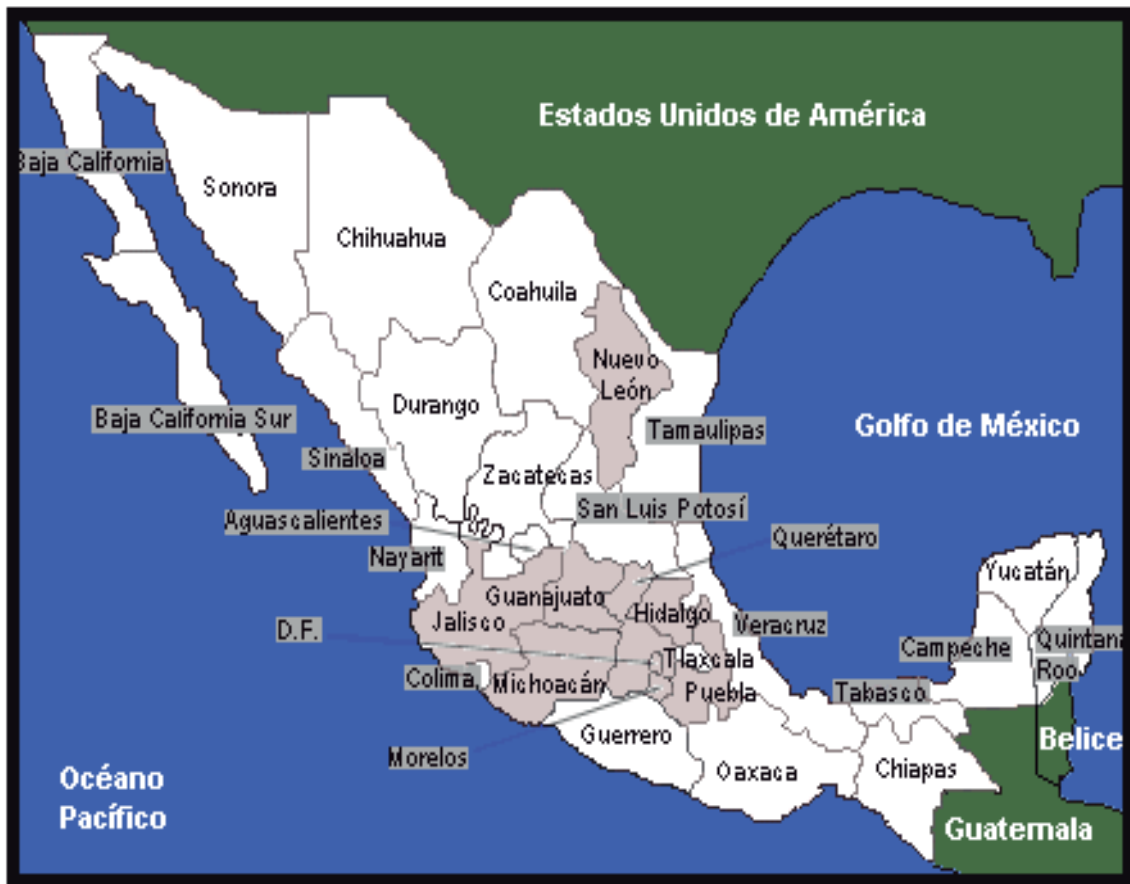 Estados Unidos de América
Baja California
Sonora
Chihuahua
Coahuila
Nuevo
León
Durango
Baja California Sur
Tamaulipas
Golfo de México
Sinaloa
Zacatecas
San Luis Potosí
Aguascalientes
Querétaro
Nayarit
Yucatán
Guanajuato
Hidalgo
Jalisco
D.F.
Veracruz
Campeche
Quintana
Roo
Tlaxcala
Colima
Michoacán
Puebla
Tabasco
Guerrero
Morelos
Oaxaca
Chiapas
Belice
Océano
Pacífico
Guatemala